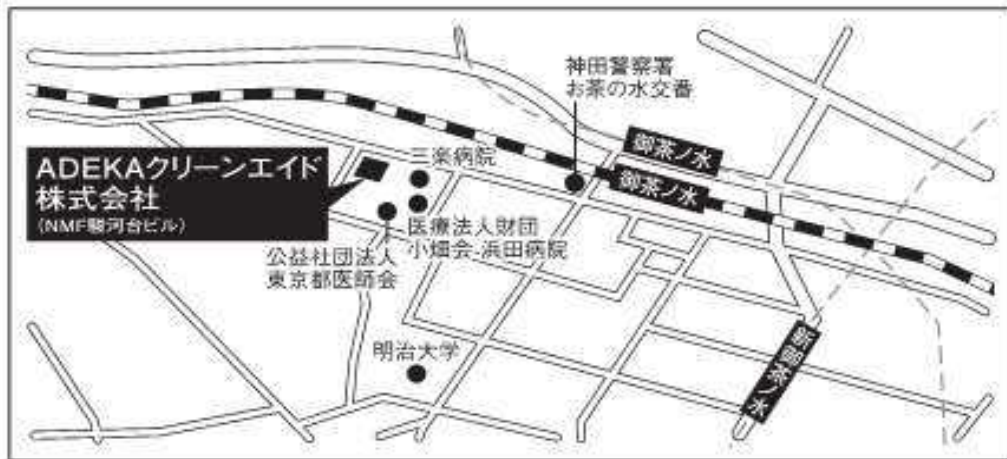 神田警察署
お茶の水交番
御茶ノ水
御茶ノ水
三楽病院
ADEKAクリーンエイド
株式会社
(NMF駿河台ビル)
医療法人財団
小畑会 浜田病院
公益社団法人
東京都医師会
明治大学
新御茶ノ水